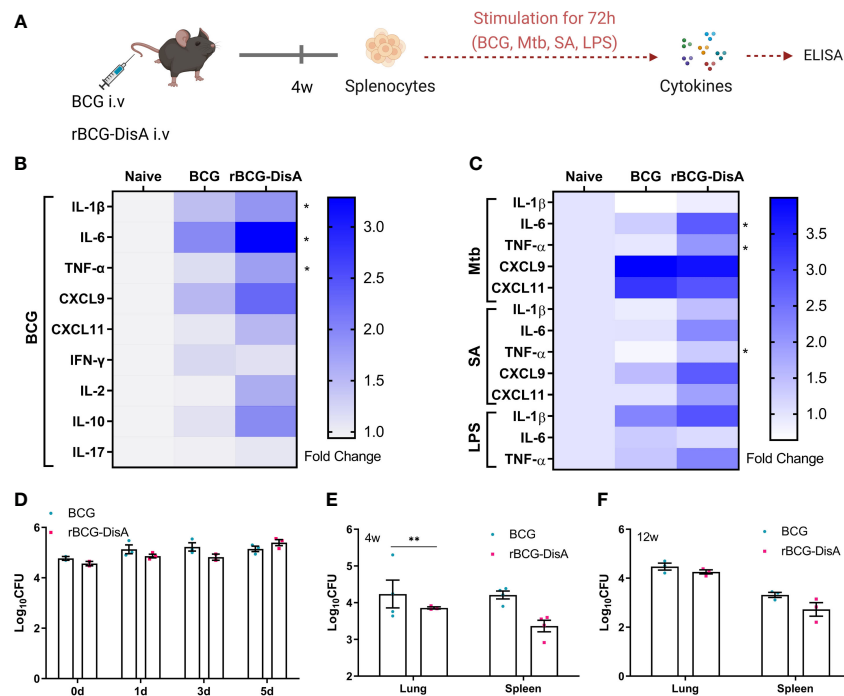 A
Stimulation for 72h
(BCG, Mtb, SA, LPS)
BCG i.v
rBCG-DisA i.v
4w
Splenocytes
Cytokines
ELISA
B
Naive BCG rBCG-DisA
BCG
IL-1β *
IL-6 *
TNF-α *
CXCL9
CXCL11
IFN-γ
IL-2
IL-10
IL-17
3.0
2.5
2.0
1.5
1.0
Fold Change
C
Naive BCG rBCG-DisA
Mtb
IL-1β
IL-6 *
TNF-α *
CXCL9
CXCL11
SA
IL-1β
IL-6
TNF-α *
CXCL9
CXCL11
LPS
IL-1β
IL-6
TNF-α
3.5
3.0
2.5
2.0
1.5
1.0
Fold Change
D
BCG
rBCG-DisA
Log10CFU
6
4
2
0
0d 1d 3d 5d
E
4w
**
BCG
rBCG-DisA
Log10CFU
6
5
4
3
2
Lung Spleen
F
12w
BCG
rBCG-DisA
Log10CFU
6
4
2
0
Lung Spleen